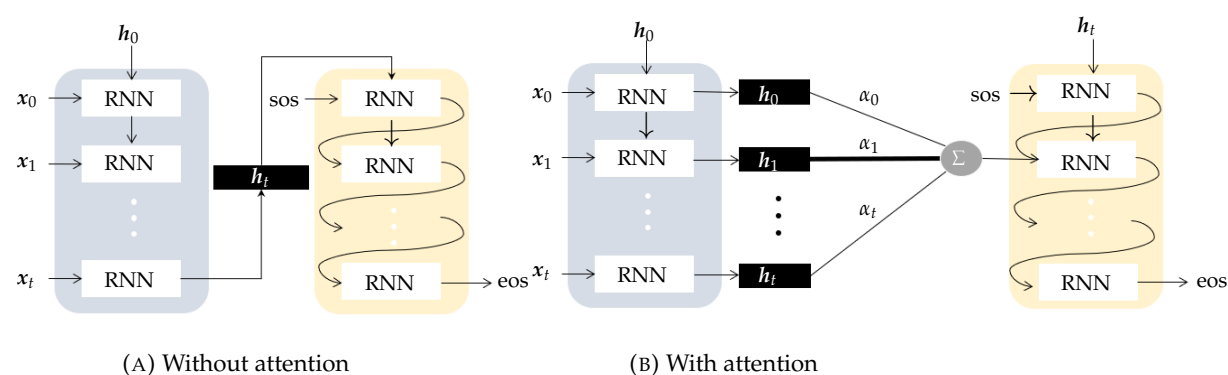 h₀
x₀ RNN
x₁ RNN
xₜ RNN
hₜ
sos RNN
RNN
RNN eos
(A) Without attention
h₀
x₀ RNN h₀ α₀
x₁ RNN h₁ α₁ Σ
xₜ RNN hₜ αₜ
hₜ
sos RNN
RNN
RNN eos
(B) With attention